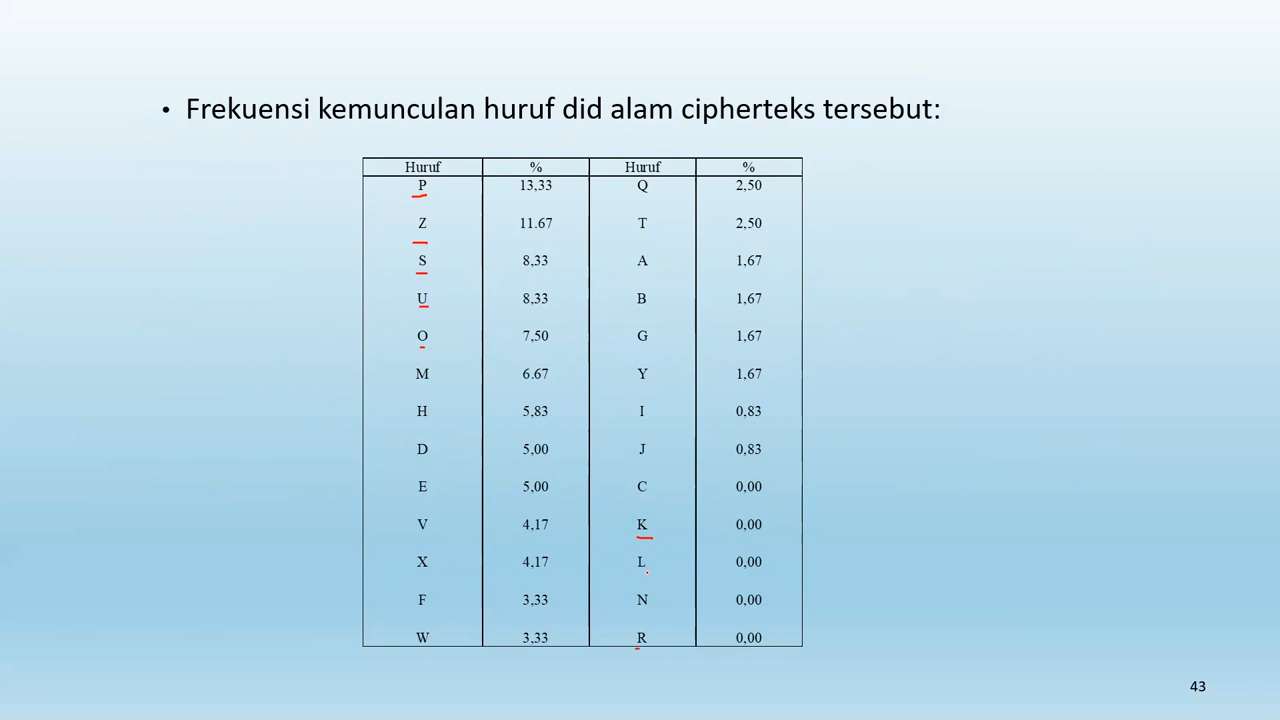 • Frekuensi kemunculan huruf did alam cipherteks tersebut:
Huruf % Huruf %
P 13,33 Q 2,50
Z 11.67 T 2,50
S 8,33 A 1,67
U 8,33 B 1,67
O 7,50 G 1,67
M 6.67 Y 1,67
H 5,83 I 0,83
D 5,00 J 0,83
E 5,00 C 0,00
V 4,17 K 0,00
X 4,17 L 0,00
F 3,33 N 0,00
W 3,33 R 0,00
43